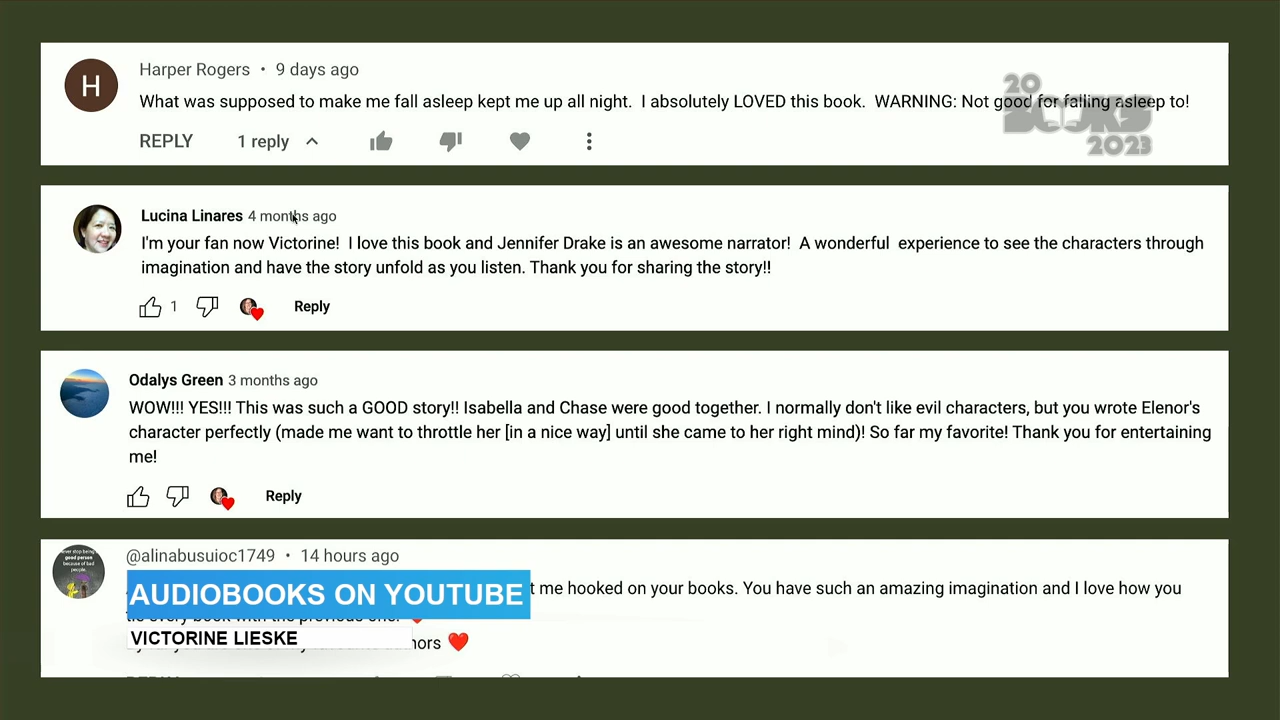 H
Harper Rogers • 9 days ago
What was supposed to make me fall asleep kept me up all night. I absolutely LOVED this book. WARNING: Not good for falling asleep to!
REPLY 1 reply
20
BOOKS
2023
Lucina Linares 4 months ago
I'm your fan now Victorine! I love this book and Jennifer Drake is an awesome narrator! A wonderful experience to see the characters through
imagination and have the story unfold as you listen. Thank you for sharing the story!!
1 Reply
Odalys Green 3 months ago
WOW!!! YES!!! This was such a GOOD story!! Isabella and Chase were good together. I normally don't like evil characters, but you wrote Elenor's
character perfectly (made me want to throttle her [in a nice way] until she came to her right mind)! So far my favorite! Thank you for entertaining
me!
Reply
good person
because of bad
people.
@alinabusuioc1749 • 14 hours ago
me hooked on your books. You have such an amazing imagination and I love how you
AUDIOBOOKS ON YOUTUBE
VICTORINE LIESKE